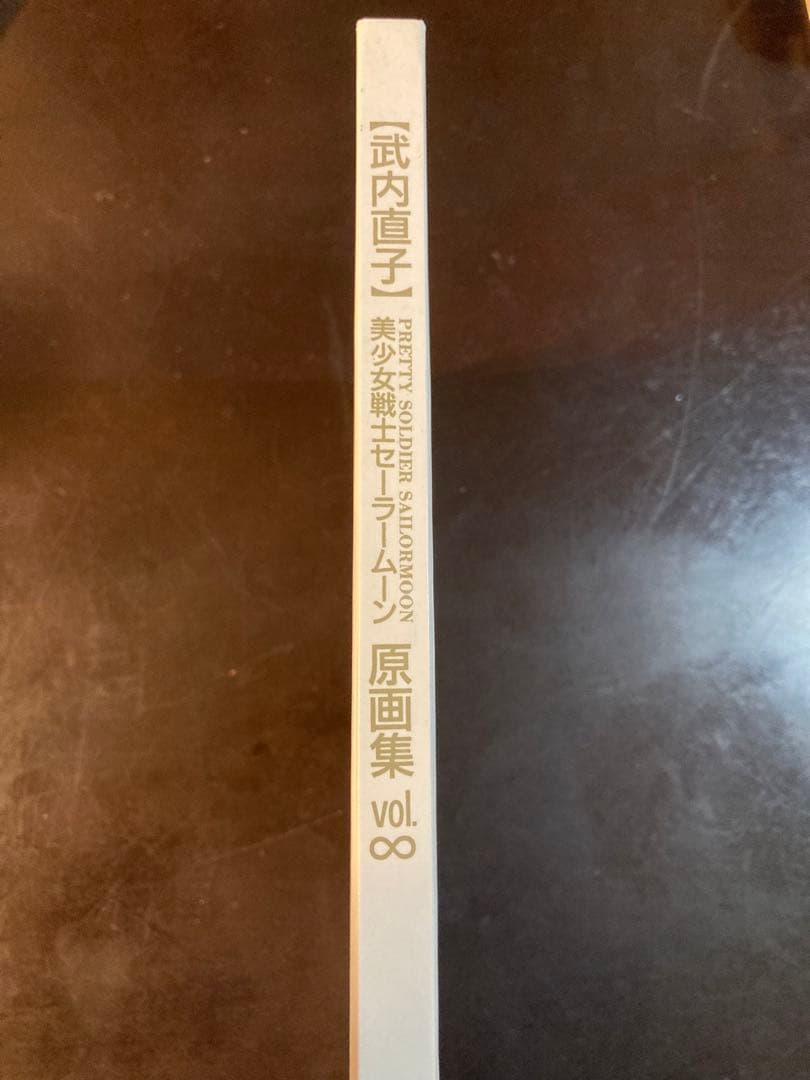 【武内直子】
PRETTY SOLDIER SAILORMOON
美少女戦士セーラームーン
原画集
vol.
∞